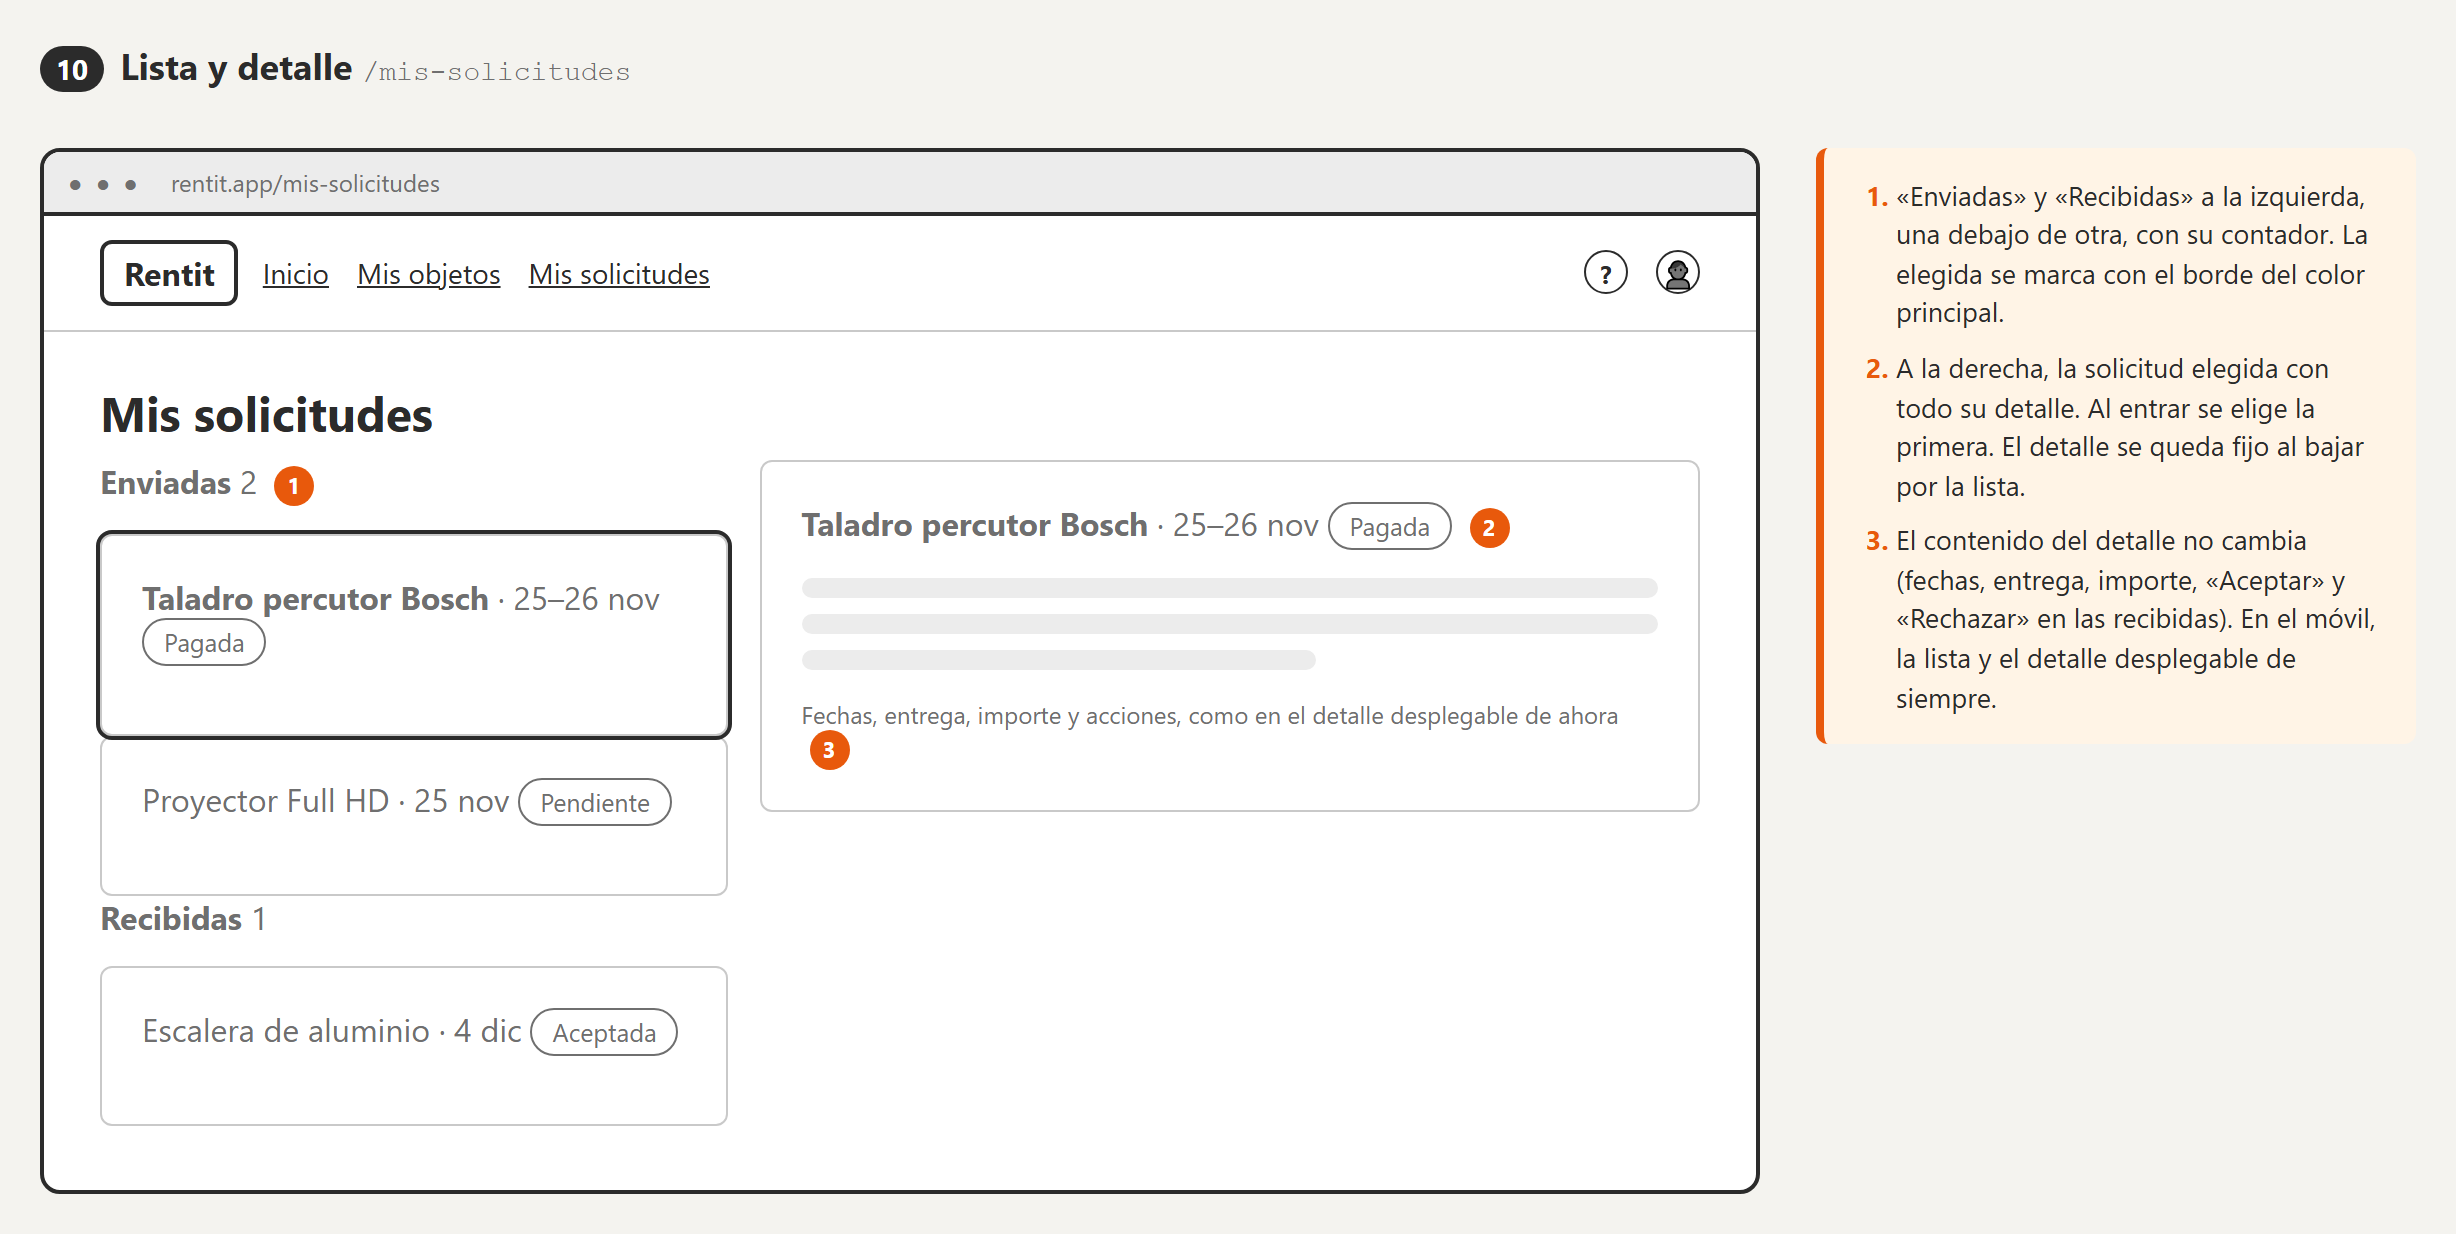 10 Lista y detalle /mis-solicitudes
rentit.app/mis-solicitudes
Rentit Inicio Mis objetos Mis solicitudes ?
Mis solicitudes
Enviadas 2 1
Taladro percutor Bosch · 25–26 nov
Pagada
Proyector Full HD · 25 nov Pendiente
Recibidas 1
Escalera de aluminio · 4 dic Aceptada
Taladro percutor Bosch · 25–26 nov Pagada 2
Fechas, entrega, importe y acciones, como en el detalle desplegable de ahora
3
1. «Enviadas» y «Recibidas» a la izquierda,
una debajo de otra, con su contador. La
elegida se marca con el borde del color
principal.
2. A la derecha, la solicitud elegida con
todo su detalle. Al entrar se elige la
primera. El detalle se queda fijo al bajar
por la lista.
3. El contenido del detalle no cambia
(fechas, entrega, importe, «Aceptar» y
«Rechazar» en las recibidas). En el móvil,
la lista y el detalle desplegable de
siempre.